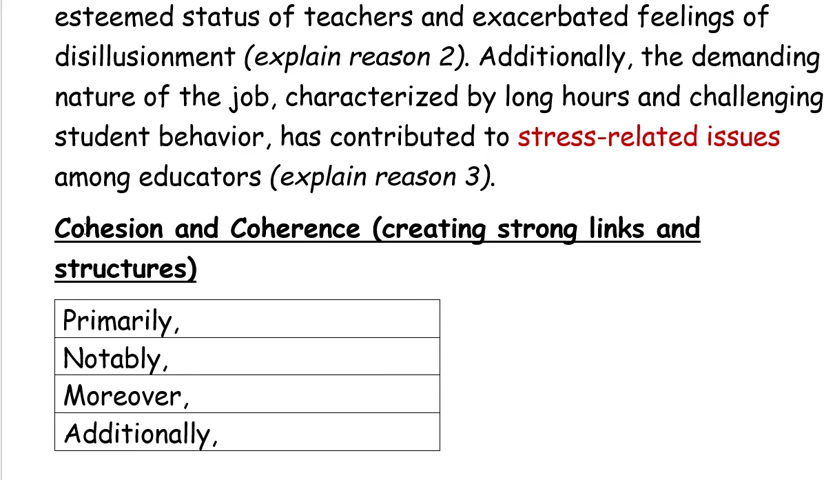 esteemed status of teachers and exacerbated feelings of
disillusionment (explain reason 2). Additionally, the demanding
nature of the job, characterized by long hours and challenging
student behavior, has contributed to stress-related issues
among educators (explain reason 3).
Cohesion and Coherence (creating strong links and
structures)
Primarily,
Notably,
Moreover,
Additionally,